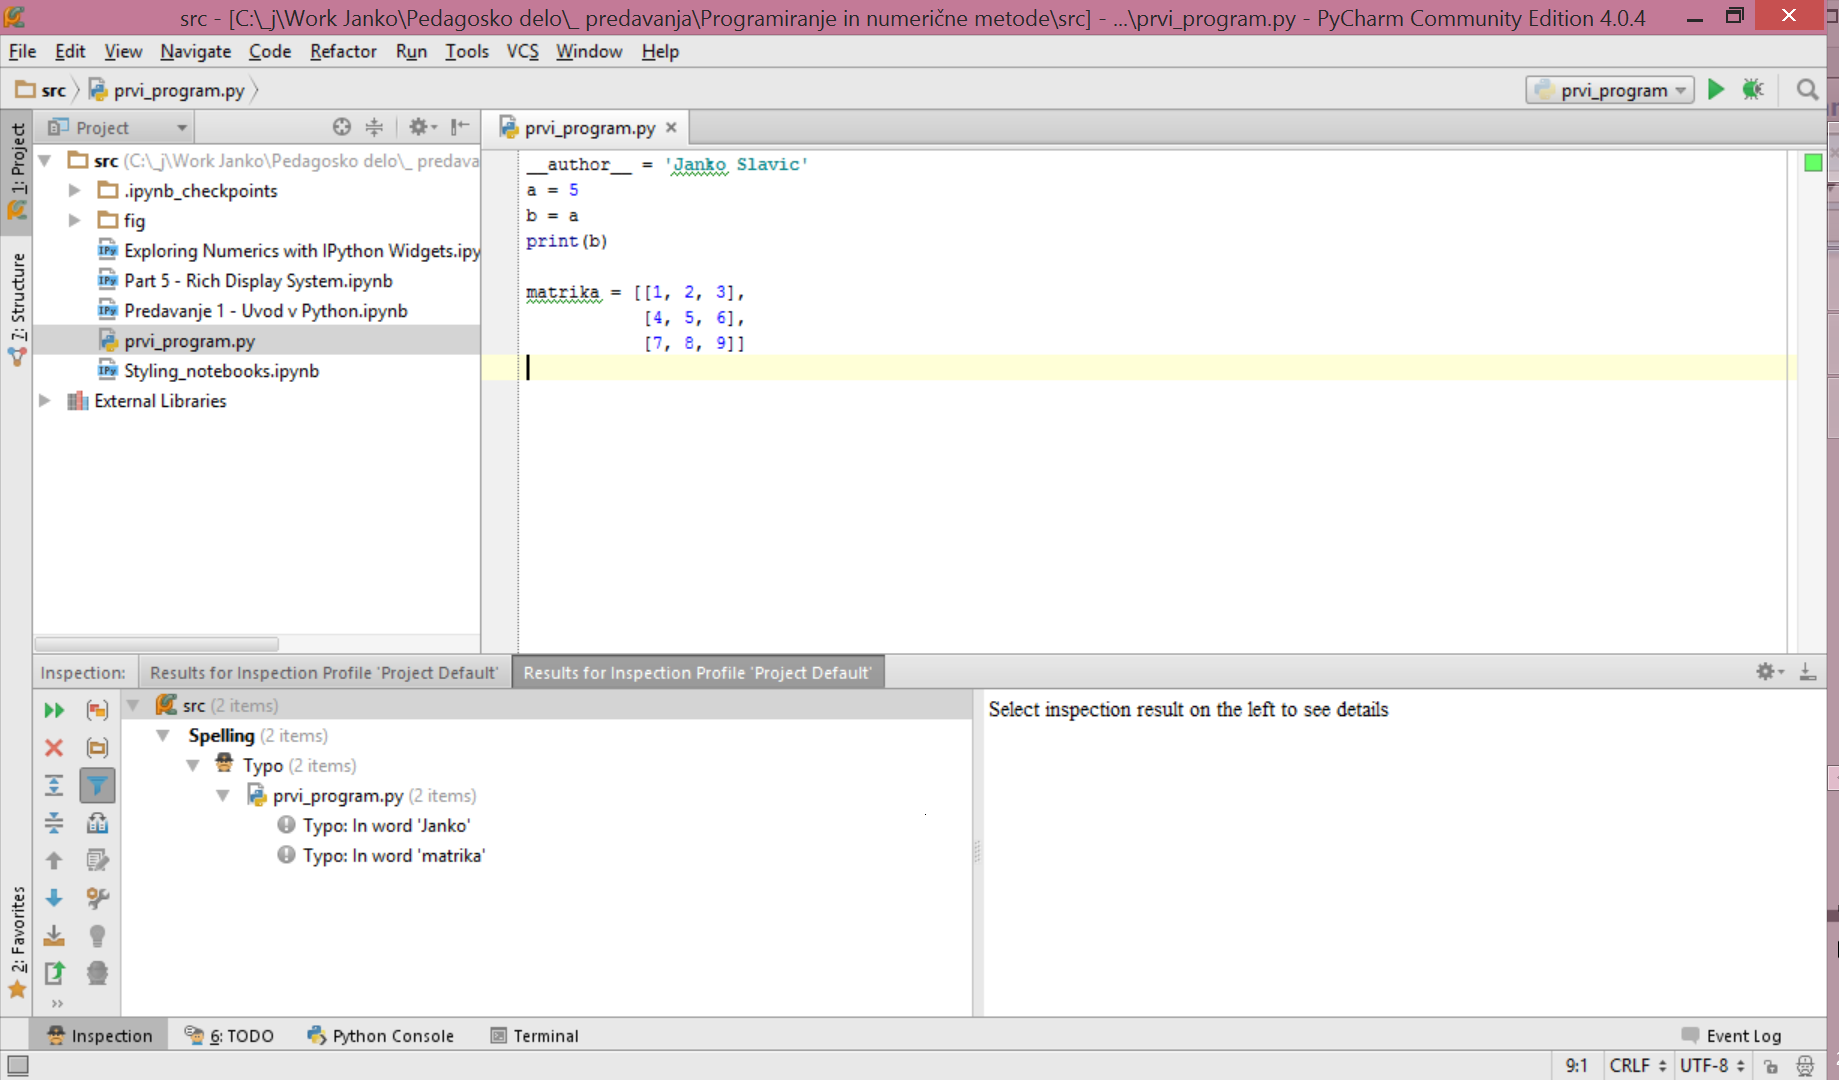 src - [C:\_j\Work Janko\Pedagosko delo\_ predavanja\Programiranje in numerične metode\src] - ...\prvi_program.py - PyCharm Community Edition 4.0.4
File Edit View Navigate Code Refactor Run Tools VCS Window Help
src prvi_program.py prvi_program
1: Project
7: Structure
2: Favorites
Project
src (C:\_j\Work Janko\Pedagosko delo\_ predava
.ipynb_checkpoints
fig
Exploring Numerics with IPython Widgets.ipy
Part 5 - Rich Display System.ipynb
Predavanje 1 - Uvod v Python.ipynb
prvi_program.py
Styling_notebooks.ipynb
External Libraries
prvi_program.py
__author__ = 'Janko Slavic'
a = 5
b = a
print(b)
matrika = [[1, 2, 3],
[4, 5, 6],
[7, 8, 9]]
Inspection: Results for Inspection Profile 'Project Default' Results for Inspection Profile 'Project Default'
src (2 items)
Spelling (2 items)
Typo (2 items)
prvi_program.py (2 items)
Typo: In word 'Janko'
Typo: In word 'matrika'
Select inspection result on the left to see details
Inspection 6: TODO Python Console Terminal Event Log
9:1 CRLF UTF-8